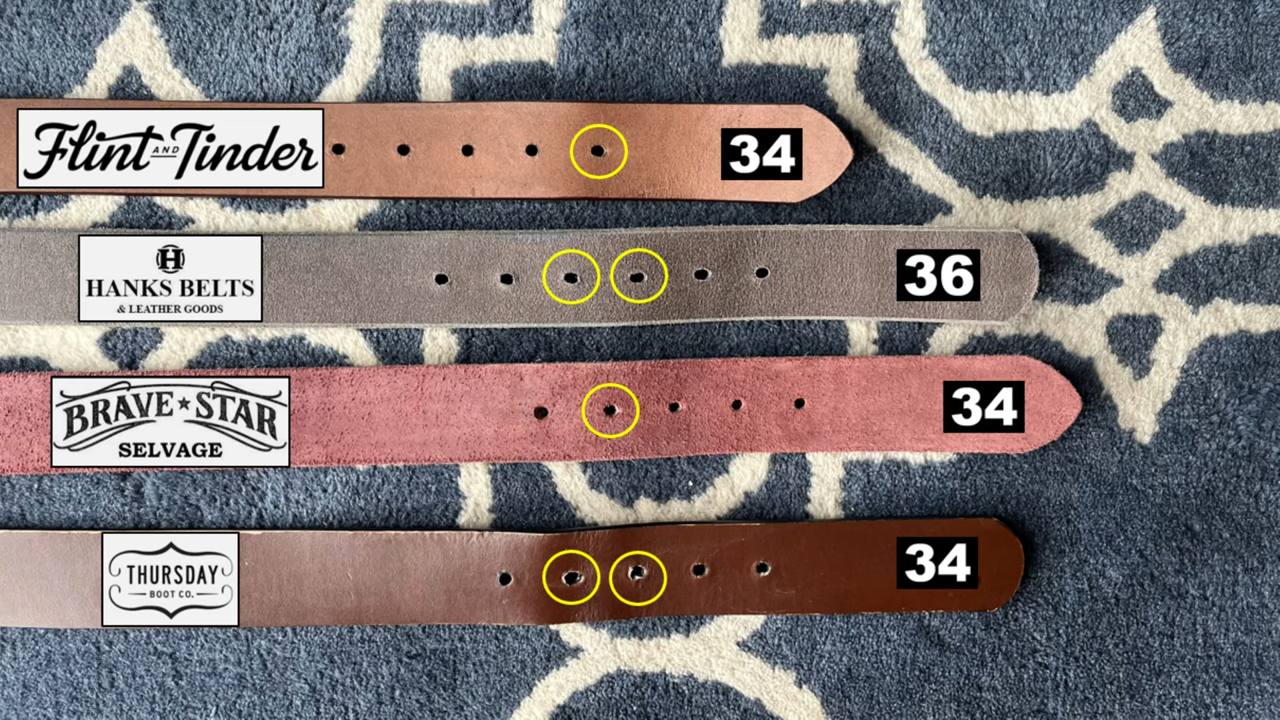 Flint AND Tinder
34
H
HANKS BELTS
& LEATHER GOODS
36
BRAVE ★ STAR
SELVAGE
34
THURSDAY
BOOT CO.
34